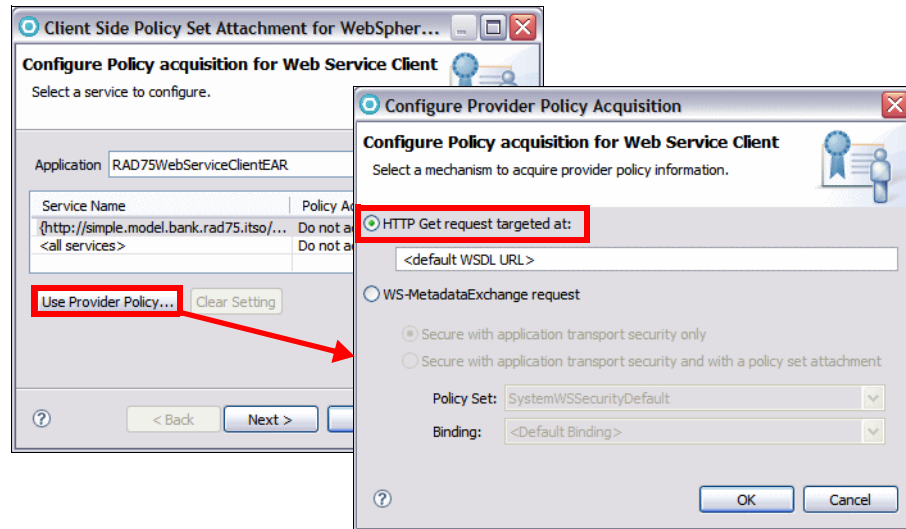 Client Side Policy Set Attachment for WebSpher...
Configure Policy acquisition for Web Service Client
Select a service to configure.
Application RAD75WebServiceClientEAR
Service Name Policy
{http://simple.model.bank.rad75.itso/... Do not
<all services> Do not
Use Provider Policy... Clear Setting
< Back Next >
Configure Provider Policy Acquisition
Configure Policy acquisition for Web Service Client
Select a mechanism to acquire provider policy information.
HTTP Get request targeted at:
<default WSDL URL>
WS-MetadataExchange request
Secure with application transport security only
Secure with application transport security and with a policy set attachment
Policy Set: SystemWSSecurityDefault
Binding: <Default Binding>
OK Cancel